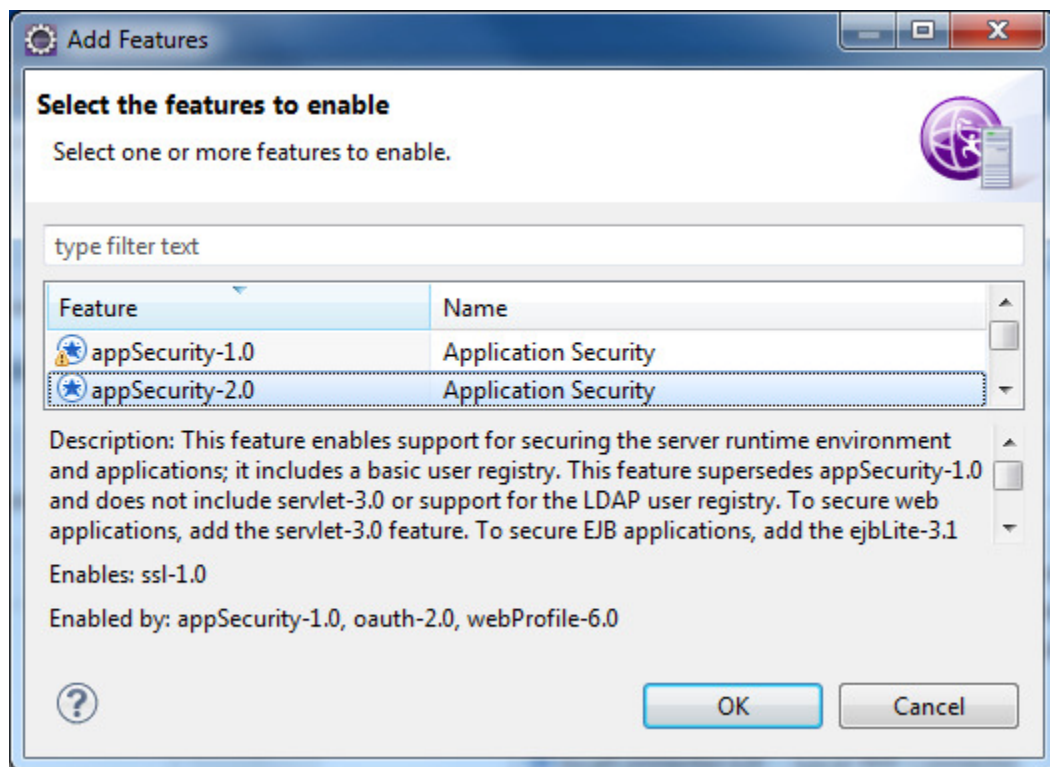 Add Features
Select the features to enable
Select one or more features to enable.
type filter text
Feature Name
appSecurity-1.0 Application Security
appSecurity-2.0 Application Security
Description: This feature enables support for securing the server runtime environment
and applications; it includes a basic user registry. This feature supersedes appSecurity-1.0
and does not include servlet-3.0 or support for the LDAP user registry. To secure web
applications, add the servlet-3.0 feature. To secure EJB applications, add the ejbLite-3.1
Enables: ssl-1.0
Enabled by: appSecurity-1.0, oauth-2.0, webProfile-6.0
OK Cancel